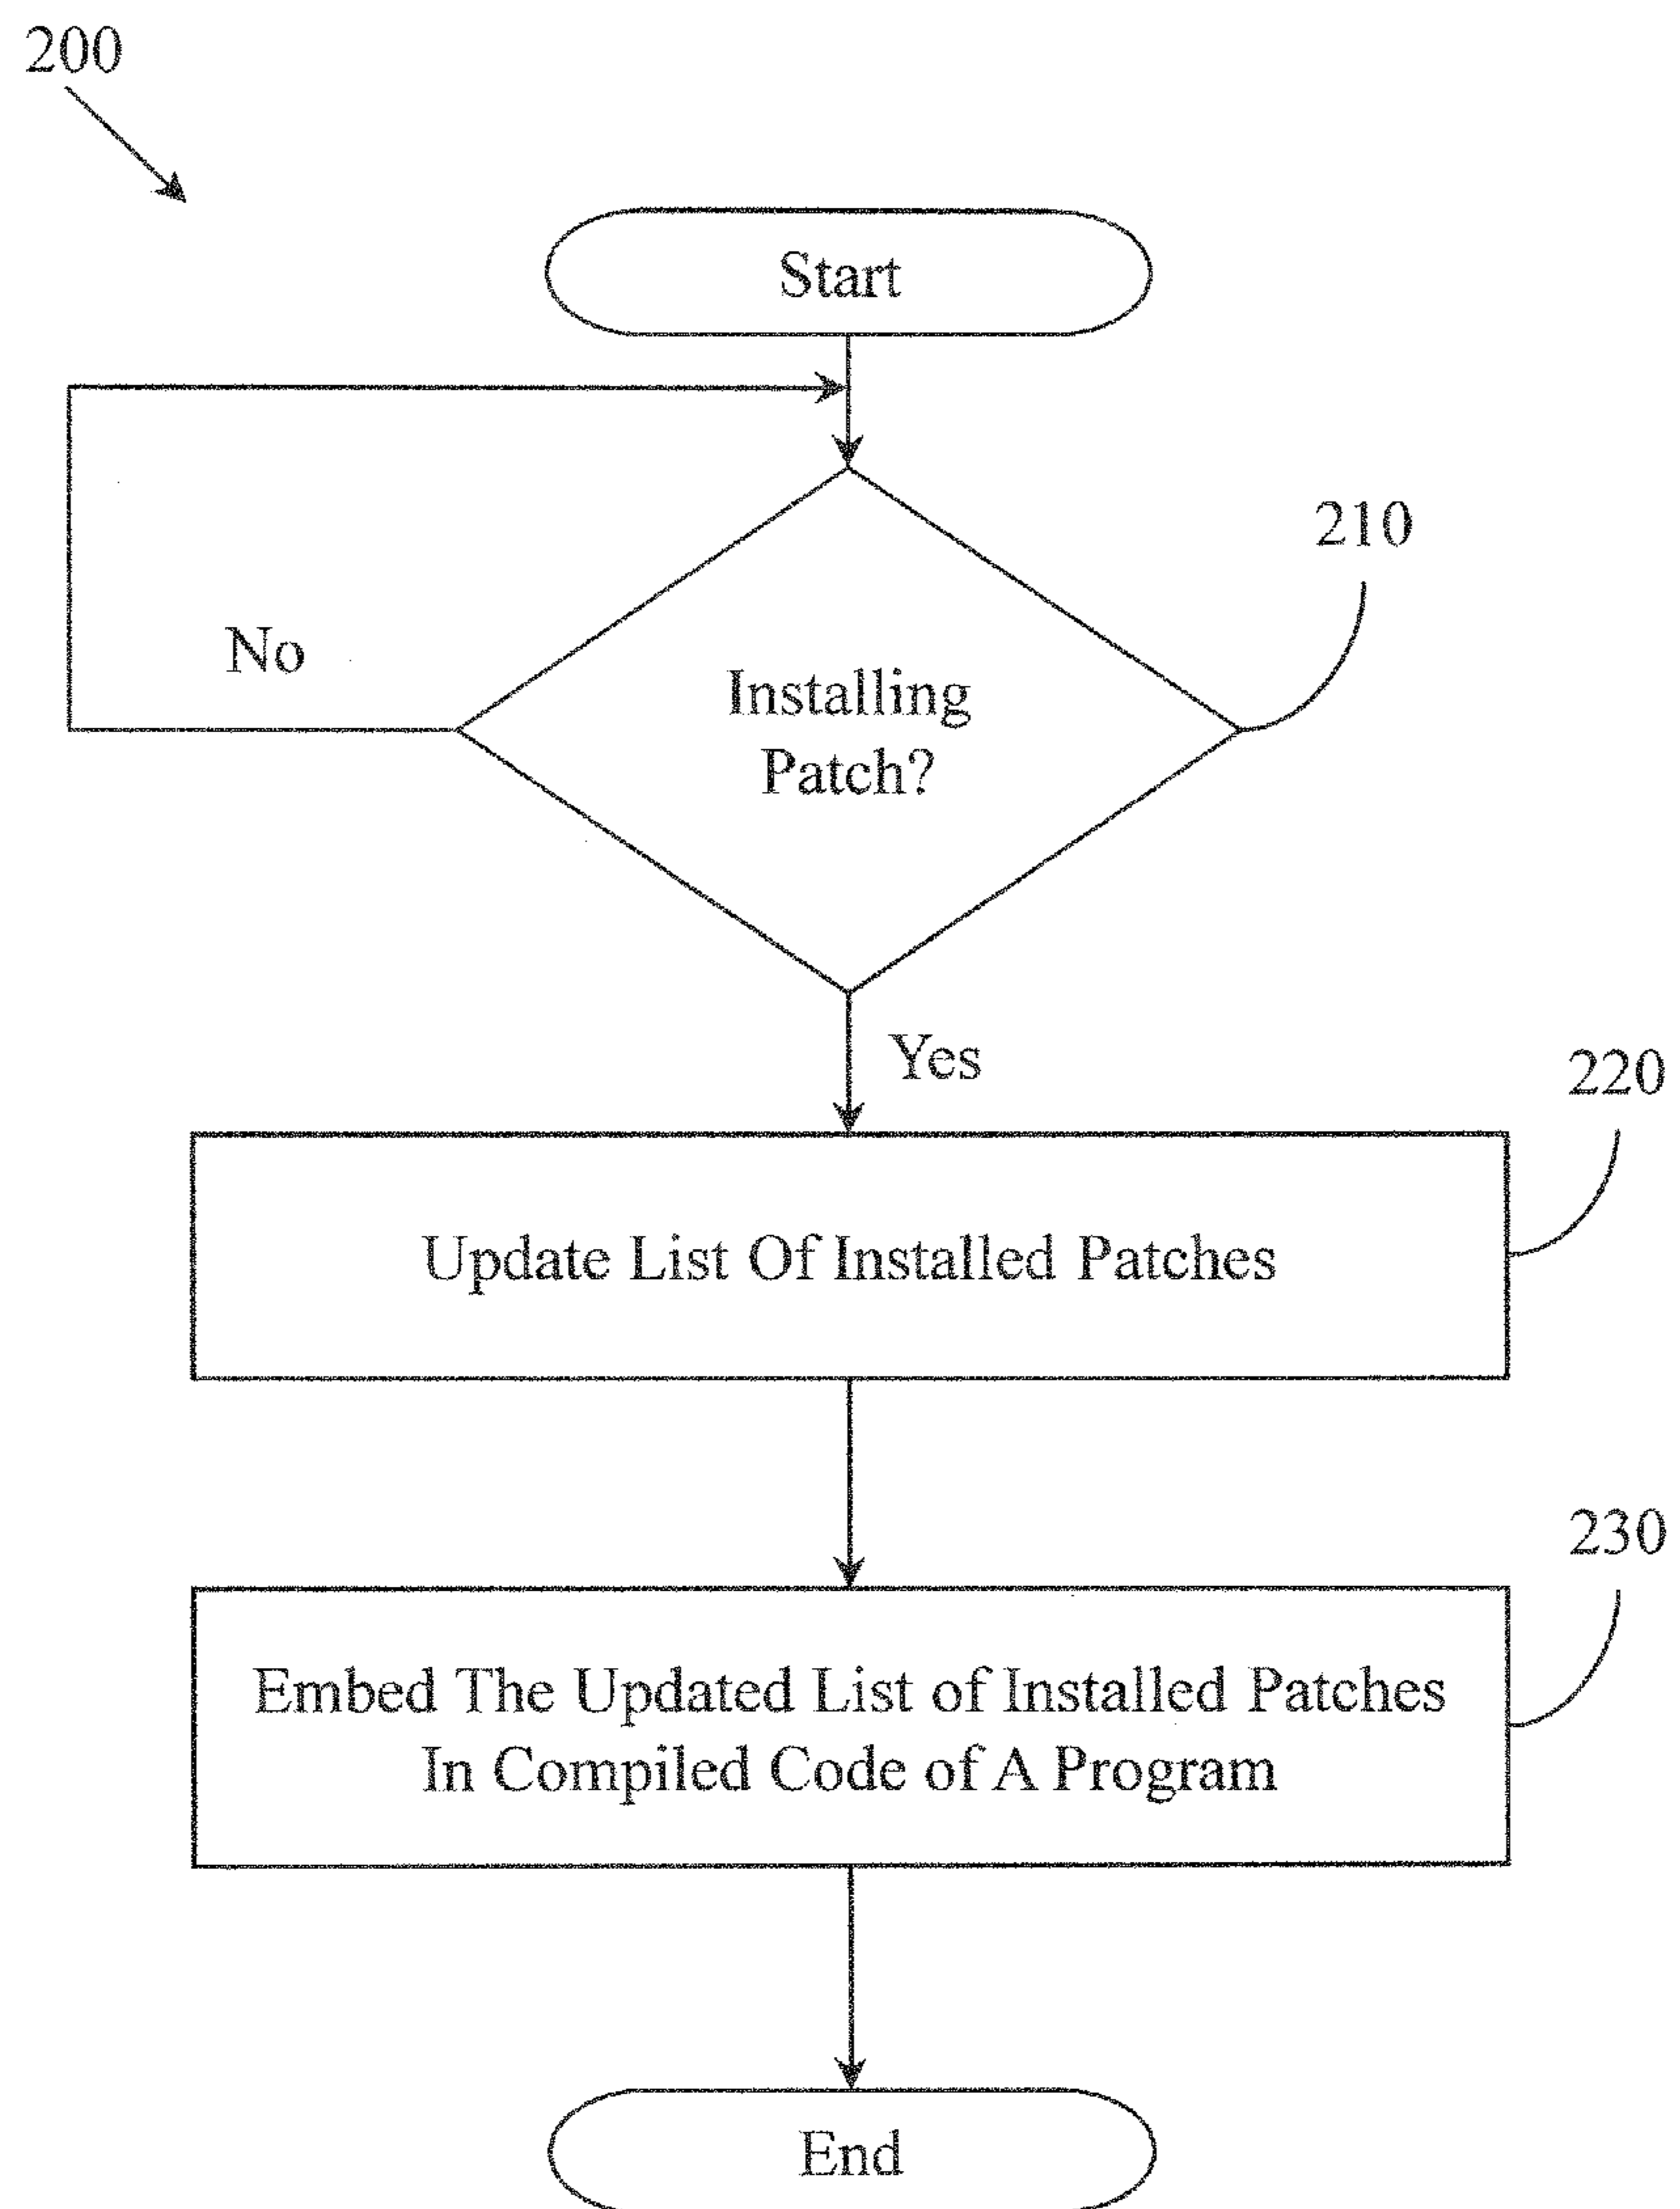 200
Start
210
No
Installing
Patch?
Yes
220
Update List Of Installed Patches
230
Embed The Updated List of Installed Patches
In Compiled Code of A Program
End